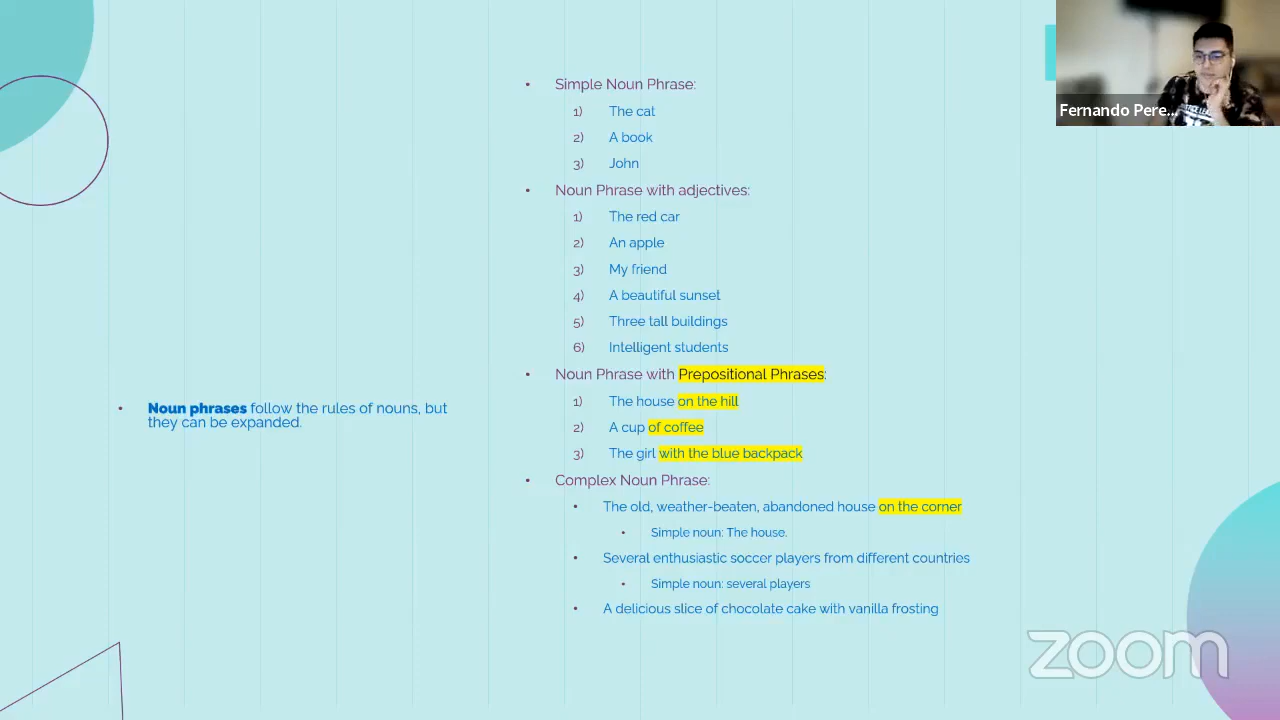 • Noun phrases follow the rules of nouns, but
they can be expanded.
• Simple Noun Phrase:
1) The cat
2) A book
3) John
• Noun Phrase with adjectives:
1) The red car
2) An apple
3) My friend
4) A beautiful sunset
5) Three tall buildings
6) Intelligent students
• Noun Phrase with Prepositional Phrases:
1) The house on the hill
2) A cup of coffee
3) The girl with the blue backpack
• Complex Noun Phrase:
• The old, weather-beaten, abandoned house on the corner
• Simple noun: The house.
• Several enthusiastic soccer players from different countries
• Simple noun: several players
• A delicious slice of chocolate cake with vanilla frosting
Fernando Pere...
zoom